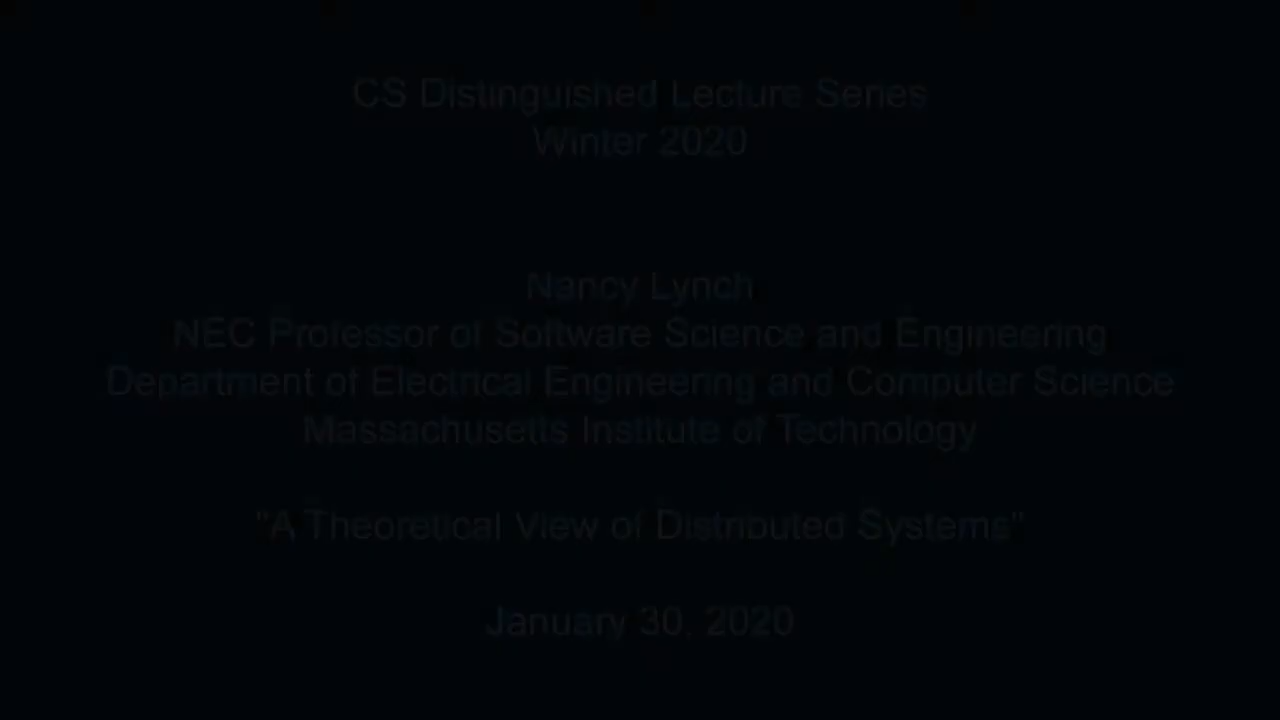 CS Distinguished Lecture Series
Winter 2020
Nancy Lynch
NEC Professor of Software Science and Engineering
Department of Electrical Engineering and Computer Science
Massachusetts Institute of Technology
"A Theoretical View of Distributed Systems"
January 30, 2020